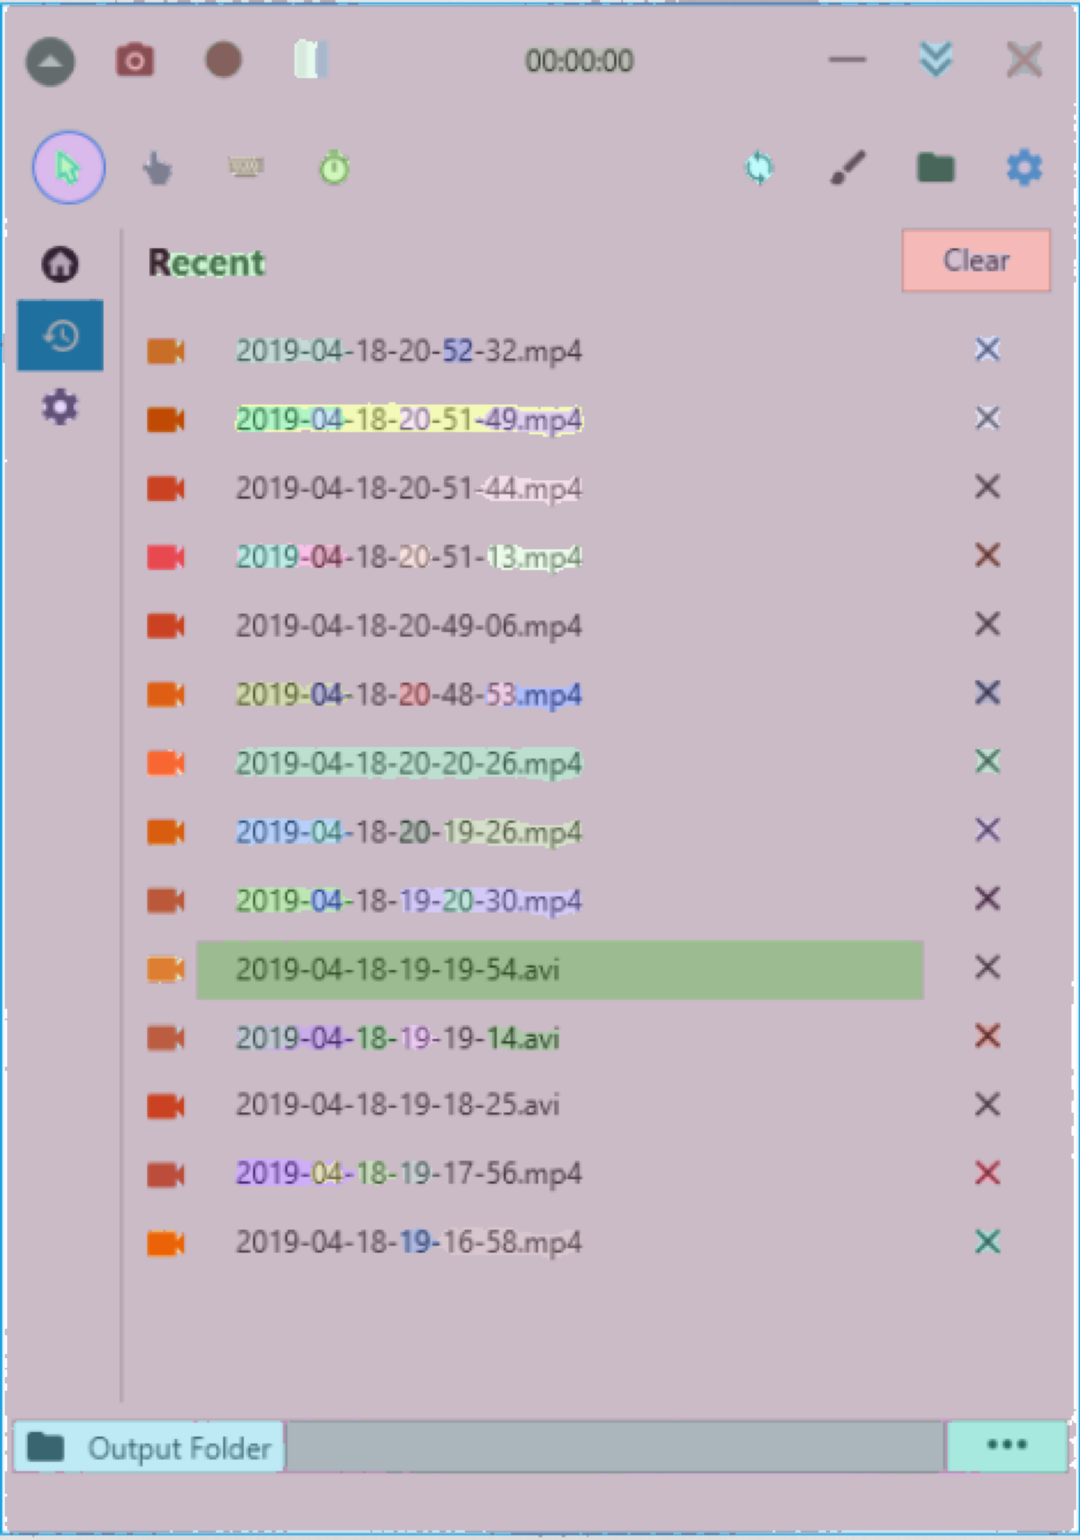 00:00:00
Recent
Clear
2019-04-18-20-52-32.mp4
2019-04-18-20-51-49.mp4
2019-04-18-20-51-44.mp4
2019-04-18-20-51-13.mp4
2019-04-18-20-49-06.mp4
2019-04-18-20-48-53.mp4
2019-04-18-20-20-26.mp4
2019-04-18-20-19-26.mp4
2019-04-18-19-20-30.mp4
2019-04-18-19-19-54.avi
2019-04-18-19-19-14.avi
2019-04-18-19-18-25.avi
2019-04-18-19-17-56.mp4
2019-04-18-19-16-58.mp4
Output Folder